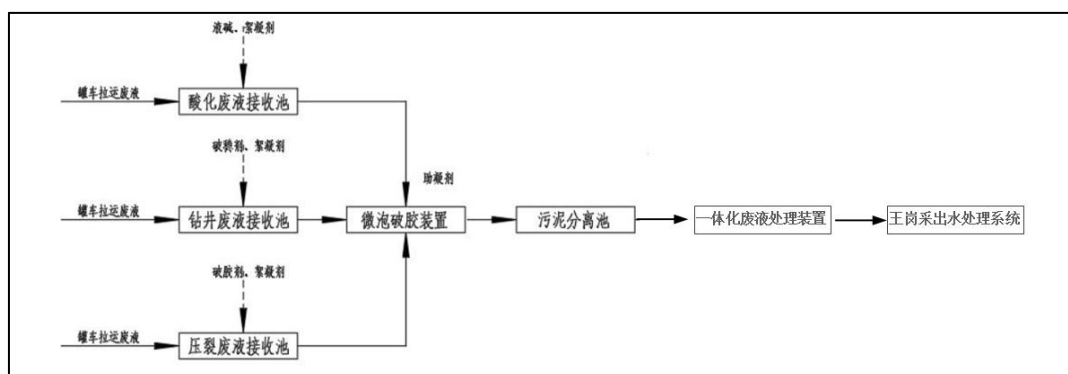 液碱、絮凝剂
罐车拉运废液
酸化废液接收池
破稠剂、絮凝剂
助凝剂
罐车拉运废液
钻井废液接收池
微泡破胶装置
污泥分离池
一体化废液处理装置
王岗采出水处理系统
破胶剂、絮凝剂
罐车拉运废液
压裂废液接收池